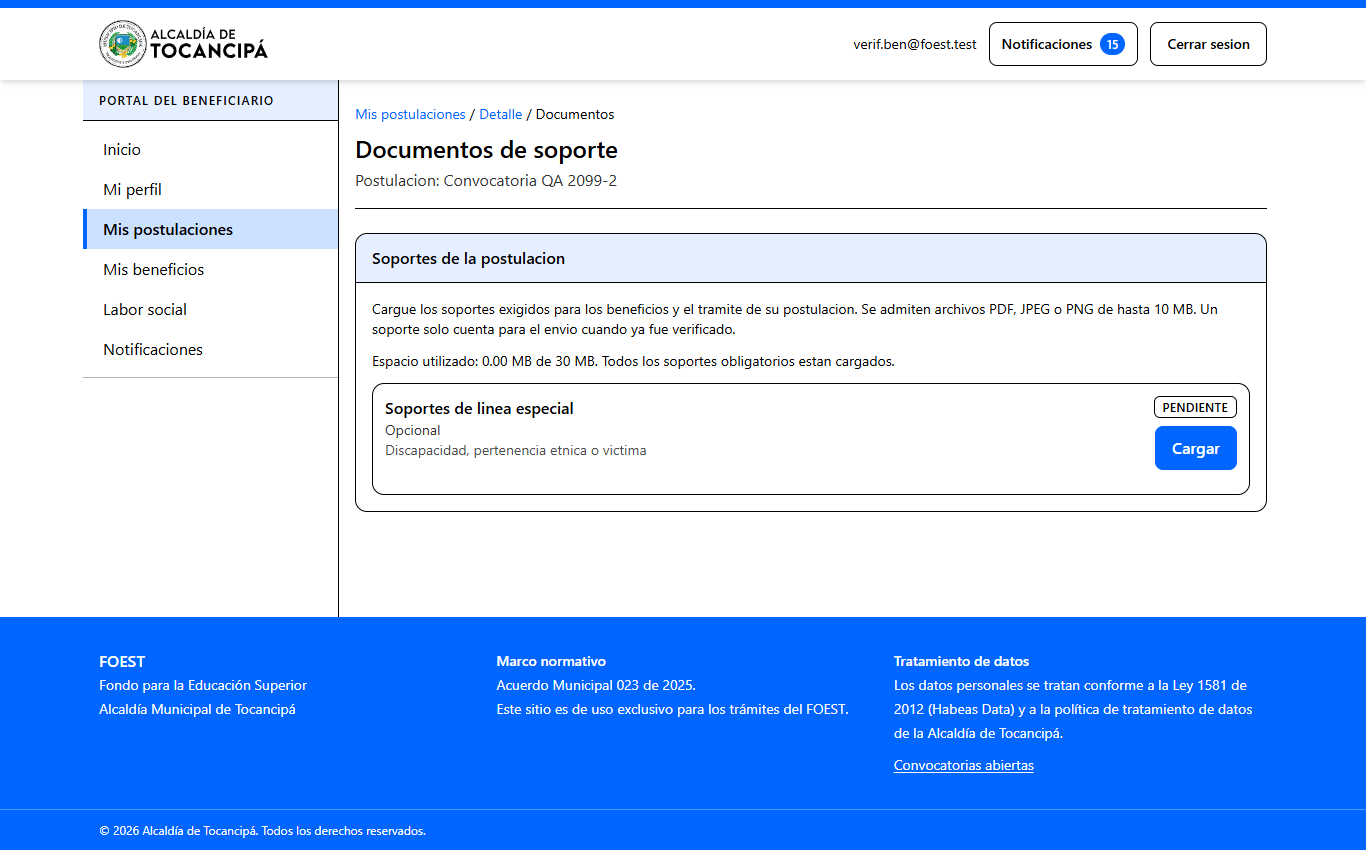 ALCALDÍA DE
TOCANCIPÁ
verif.ben@foest.test
Notificaciones 15
Cerrar sesion
PORTAL DEL BENEFICIARIO
Inicio
Mi perfil
Mis postulaciones
Mis beneficios
Labor social
Notificaciones
Mis postulaciones / Detalle / Documentos
Documentos de soporte
Postulacion: Convocatoria QA 2099-2
Soportes de la postulacion
Cargue los soportes exigidos para los beneficios y el tramite de su postulacion. Se admiten archivos PDF, JPEG o PNG de hasta 10 MB. Un
soporte solo cuenta para el envio cuando ya fue verificado.
Espacio utilizado: 0.00 MB de 30 MB. Todos los soportes obligatorios estan cargados.
Soportes de linea especial
Opcional
Discapacidad, pertenencia etnica o victima
PENDIENTE
Cargar
FOEST
Fondo para la Educación Superior
Alcaldía Municipal de Tocancipá
Marco normativo
Acuerdo Municipal 023 de 2025.
Este sitio es de uso exclusivo para los trámites del FOEST.
Tratamiento de datos
Los datos personales se tratan conforme a la Ley 1581 de
2012 (Habeas Data) y a la política de tratamiento de datos
de la Alcaldía de Tocancipá.
Convocatorias abiertas
© 2026 Alcaldía de Tocancipá. Todos los derechos reservados.